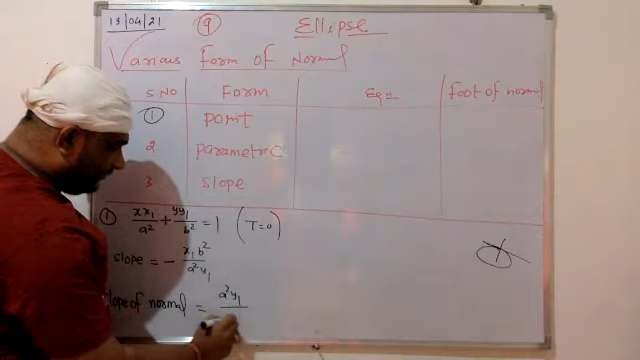 19/04/21 (9) Ellipse
Various Form of Normal
S NO Form Eqn Foot of normal
(1) point
2 parametric
3 slope
(1) xx₁/a² + yy₁/b² = 1 (T=0)
slope = - x₁b²/a²y₁
slope of normal = a²y₁/